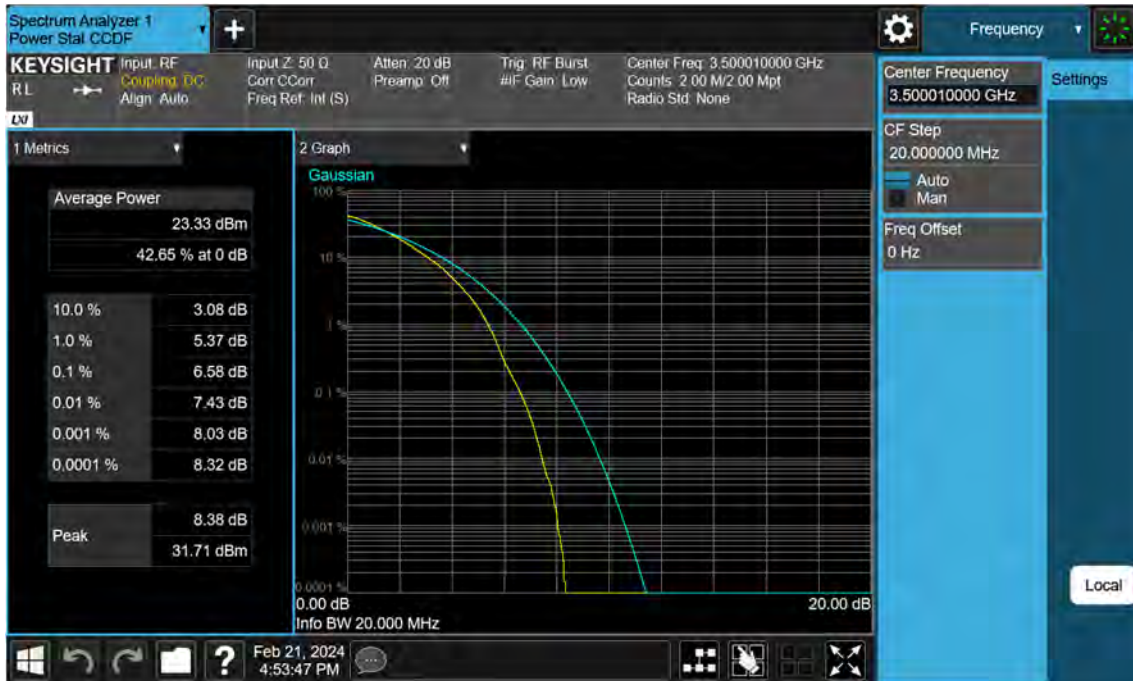 Spectrum Analyzer 1
Power Stat CCDF
Frequency
KEYSIGHT
RL
LXI
Input: RF
Coupling: DC
Align: Auto
Input Z: 50 Ω
Corr CCorr
Freq Ref: Int (S)
Atten: 20 dB
Preamp: Off
Trig: RF Burst
#IF Gain: Low
Center Freq: 3.500010000 GHz
Counts: 2.00 M/2.00 Mpt
Radio Std: None
Center Frequency
3.500010000 GHz
Settings
CF Step
20.000000 MHz
Auto
Man
Freq Offset
0 Hz
1 Metrics
Average Power
23.33 dBm
42.65 % at 0 dB
10.0 % 3.08 dB
1.0 % 5.37 dB
0.1 % 6.58 dB
0.01 % 7.43 dB
0.001 % 8.03 dB
0.0001 % 8.32 dB
Peak
8.38 dB
31.71 dBm
2 Graph
Gaussian
100 %
10 %
1 %
0.1 %
0.01 %
0.001 %
0.0001 %
0.00 dB 20.00 dB
Info BW 20.000 MHz
Local
?
Feb 21, 2024
4:53:47 PM